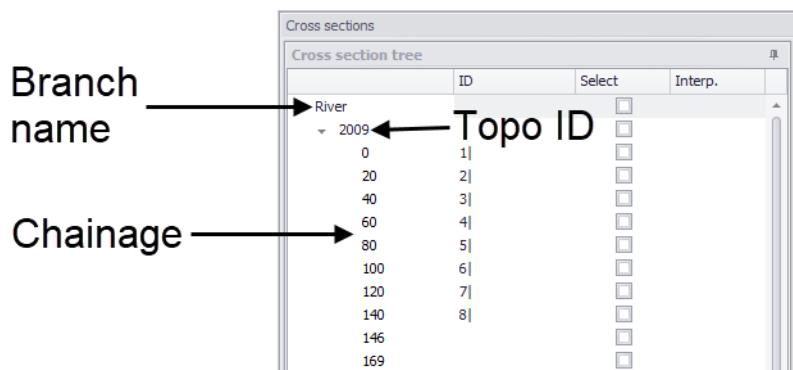 Cross sections
Cross section tree
ID Select Interp.
Branch name
River
2009 Topo ID
0 1|
20 2|
40 3|
60 4|
Chainage
80 5|
100 6|
120 7|
140 8|
146
169